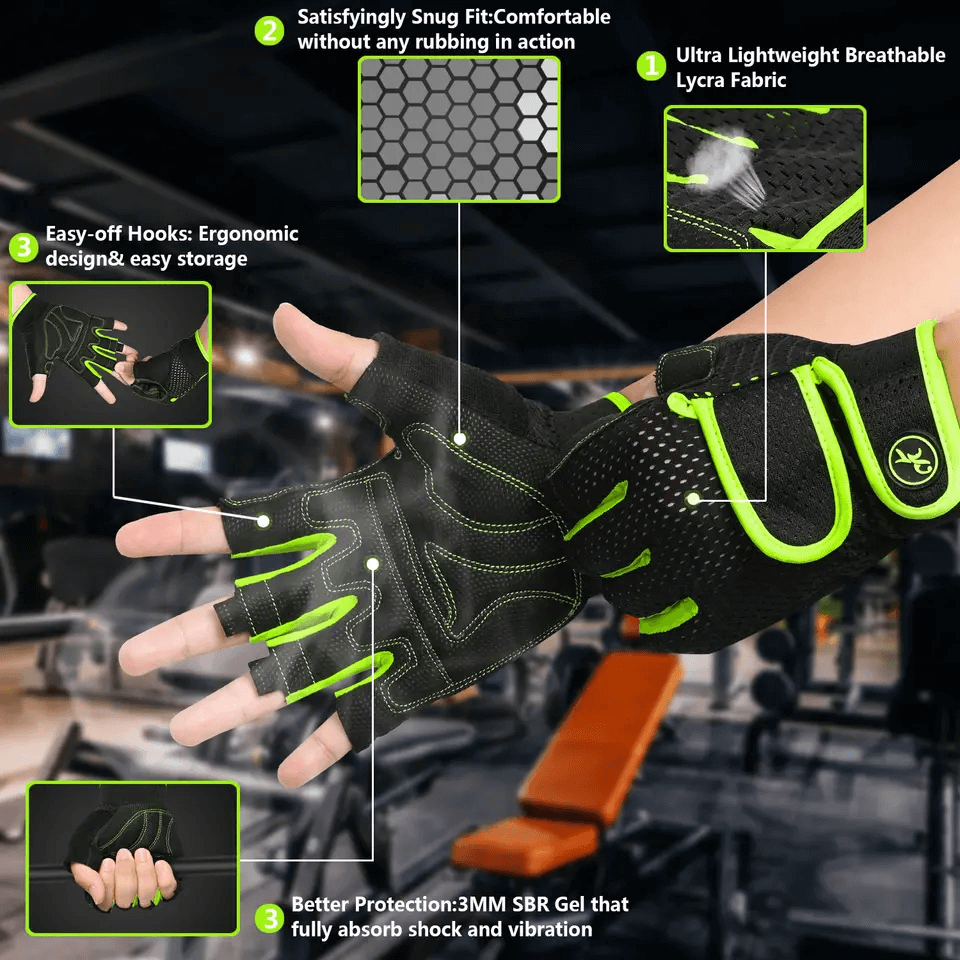 2
Satisfyingly Snug Fit:Comfortable
without any rubbing in action
1
Ultra Lightweight Breathable
Lycra Fabric
3
Easy-off Hooks: Ergonomic
design& easy storage
3
Better Protection:3MM SBR Gel that
fully absorb shock and vibration